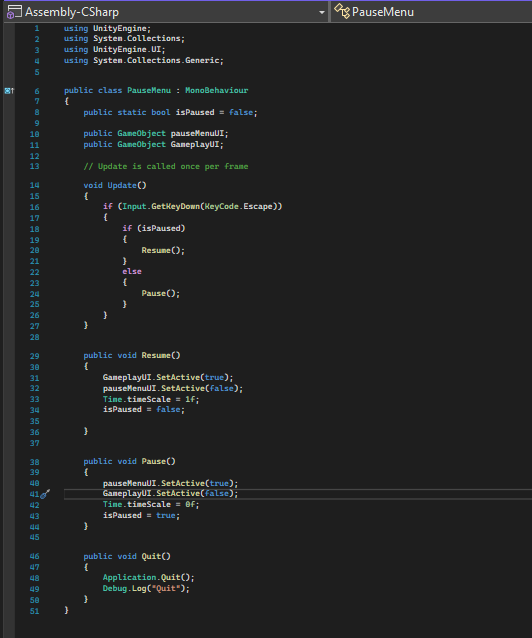 Assembly-CSharp PauseMenu
1 using UnityEngine;
2 using System.Collections;
3 using UnityEngine.UI;
4 using System.Collections.Generic;
5
6 public class PauseMenu : MonoBehaviour
7 {
8 public static bool isPaused = false;
9
10 public GameObject pauseMenuUI;
11 public GameObject GameplayUI;
12
13 // Update is called once per frame
14 void Update()
15 {
16 if (Input.GetKeyDown(KeyCode.Escape))
17 {
18 if (isPaused)
19 {
20 Resume();
21 }
22 else
23 {
24 Pause();
25 }
26 }
27 }
28
29 public void Resume()
30 {
31 GameplayUI.SetActive(true);
32 pauseMenuUI.SetActive(false);
33 Time.timeScale = 1f;
34 isPaused = false;
35
36 }
37
38 public void Pause()
39 {
40 pauseMenuUI.SetActive(true);
41 GameplayUI.SetActive(false);
42 Time.timeScale = 0f;
43 isPaused = true;
44 }
45
46 public void Quit()
47 {
48 Application.Quit();
49 Debug.Log("Quit");
50 }
51 }